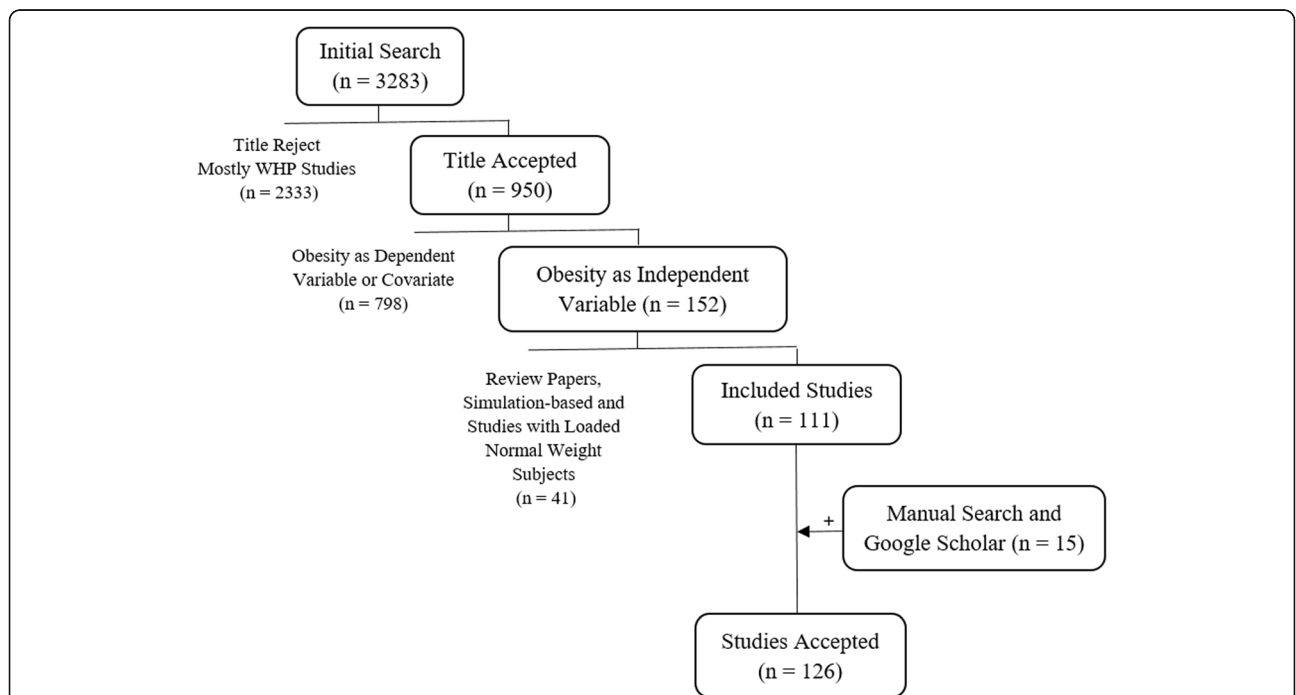 Initial Search
(n = 3283)
Title Reject
Mostly WHP Studies
(n = 2333)
Title Accepted
(n = 950)
Obesity as Dependent
Variable or Covariate
(n = 798)
Obesity as Independent
Variable (n = 152)
Review Papers,
Simulation-based and
Studies with Loaded
Normal Weight
Subjects
(n = 41)
Included Studies
(n = 111)
+
Manual Search and
Google Scholar (n = 15)
Studies Accepted
(n = 126)